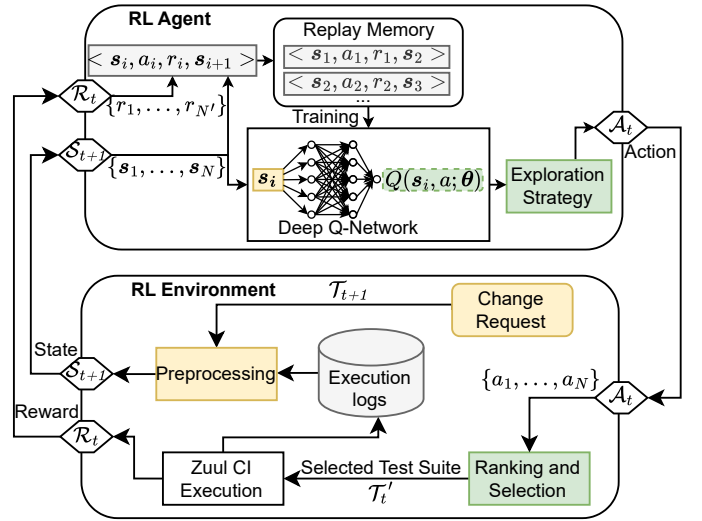 RL Agent
Replay Memory
< s_i, a_i, r_i, s_{i+1} >
< s_1, a_1, r_1, s_2 >
< s_2, a_2, r_2, s_3 >
...
R_t
{r_1, . . . , r_{N'}}
Training
S_{t+1}
{s_1, . . . , s_N}
A_t
Action
s_i
Q(s_i, a; θ)
Exploration
Strategy
Deep Q-Network
RL Environment
T_{t+1}
Change
Request
State
S_{t+1}
Preprocessing
Execution
logs
{a_1, . . . , a_N}
A_t
Reward
R_t
Zuul CI
Execution
Selected Test Suite
T_t'
Ranking and
Selection